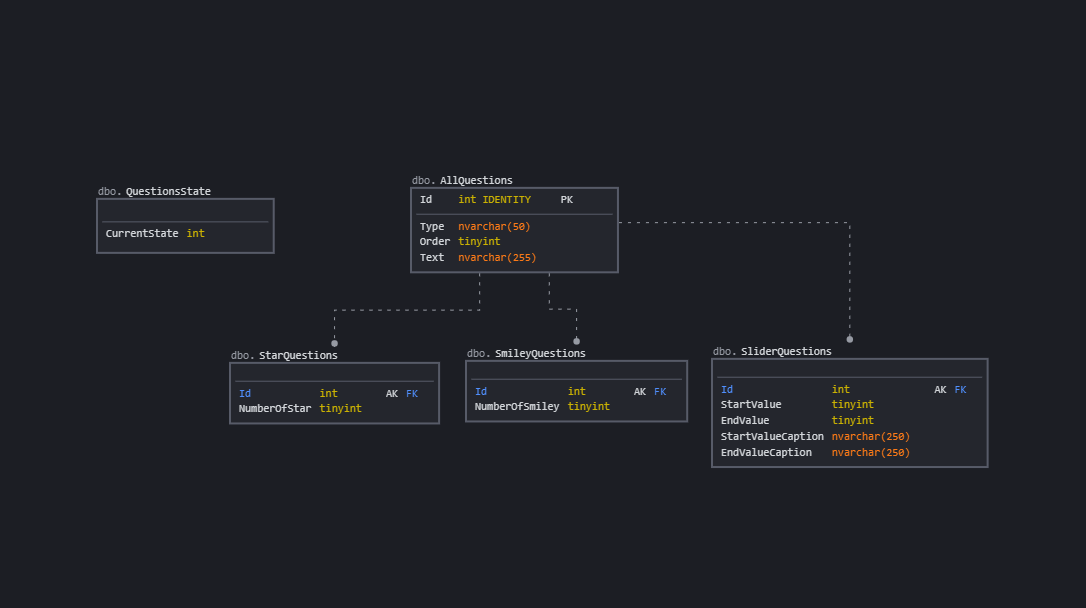 dbo. QuestionsState
CurrentState int
dbo. AllQuestions
Id int IDENTITY PK
Type nvarchar(50)
Order tinyint
Text nvarchar(255)
dbo. StarQuestions
Id int AK FK
NumberOfStar tinyint
dbo. SmileyQuestions
Id int AK FK
NumberOfSmiley tinyint
dbo. SliderQuestions
Id int AK FK
StartValue tinyint
EndValue tinyint
StartValueCaption nvarchar(250)
EndValueCaption nvarchar(250)